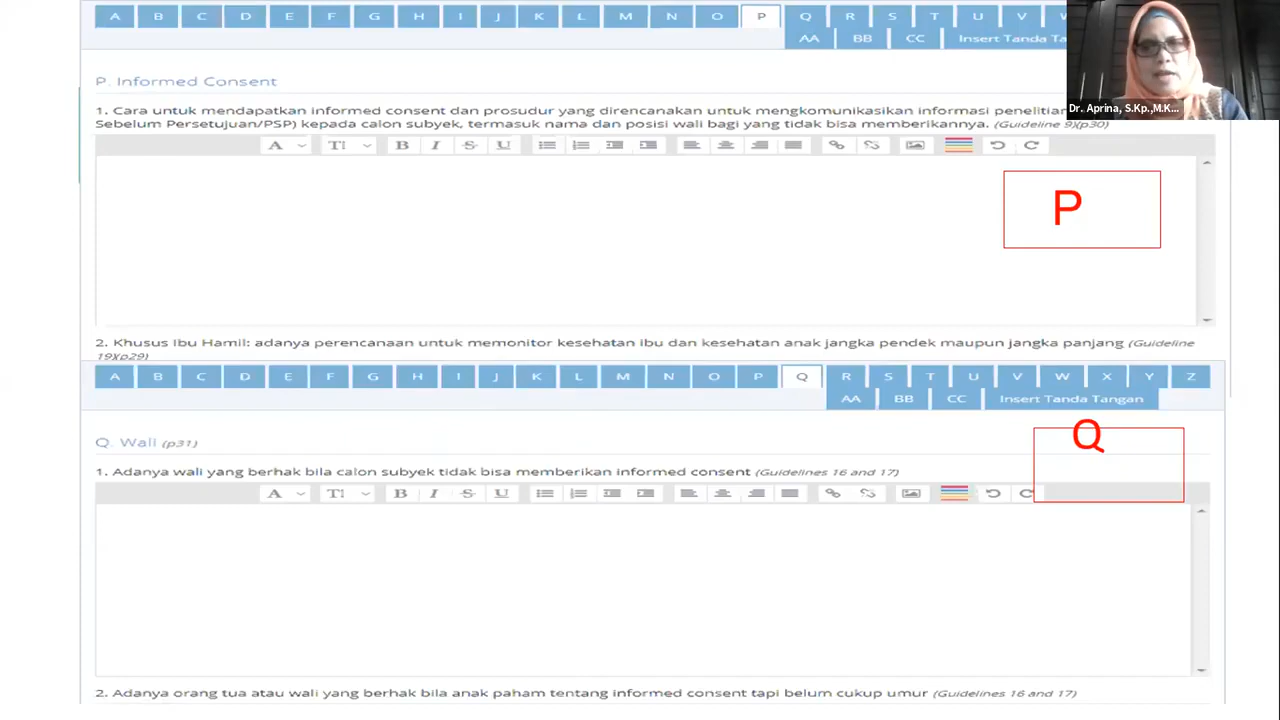 A B C D E F G H I J K L M N O P Q R S T U V
AA BB CC Insert Tanda
Dr. Aprina, S.Kp.,M.K...
P. Informed Consent
1. Cara untuk mendapatkan informed consent dan prosudur yang direncanakan untuk mengkomunikasikan informasi
Sebelum Persetujuan/PSP) kepada calon subyek, termasuk nama dan posisi wali bagi yang tidak bisa memberikannya. (Guideline 9)(p30)
P
2. Khusus Ibu Hamil: adanya perencanaan untuk memonitor kesehatan ibu dan kesehatan anak jangka pendek maupun jangka panjang (Guideline
19)(p29)
A B C D E F G H I J K L M N O P Q R S T U V W X Y Z
AA BB CC Insert Tanda Tangan
Q
Q. Wali (p31)
1. Adanya wali yang berhak bila calon subyek tidak bisa memberikan informed consent (Guidelines 16 and 17)
2. Adanya orang tua atau wali yang berhak bila anak paham tentang informed consent tapi belum cukup umur (Guidelines 16 and 17)